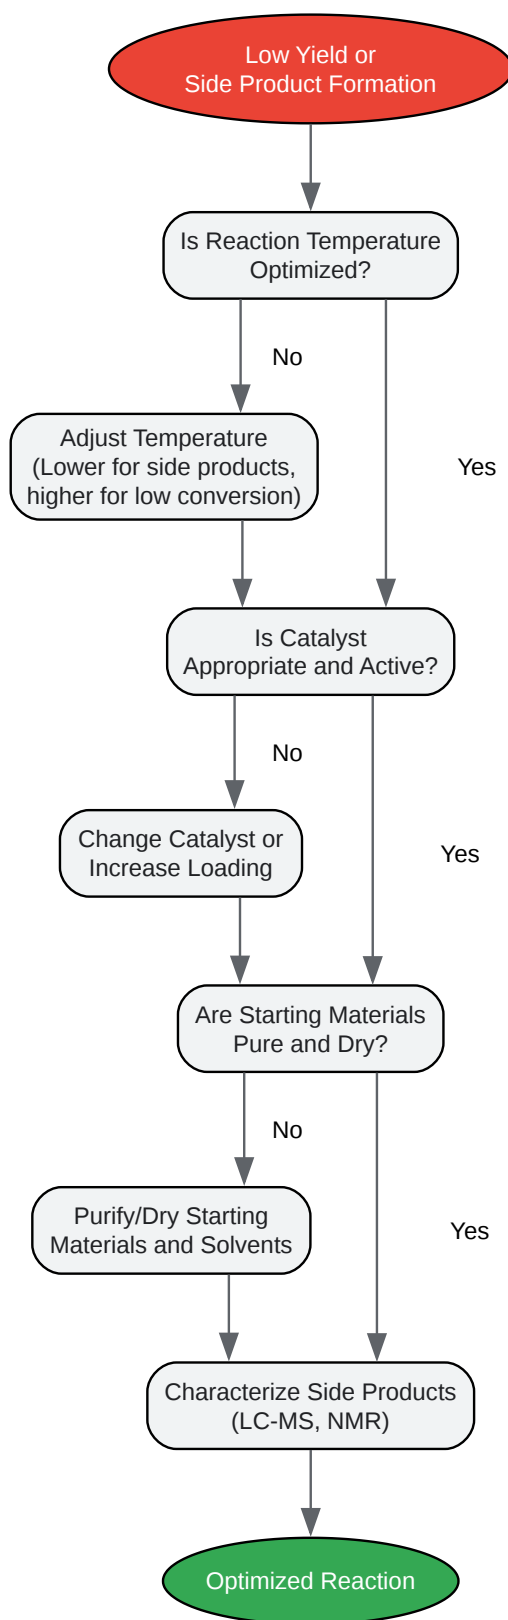 Low Yield or
Side Product Formation
Is Reaction Temperature
Optimized?
No
Adjust Temperature
(Lower for side products,
higher for low conversion)
Yes
Is Catalyst
Appropriate and Active?
No
Change Catalyst or
Increase Loading
Yes
Are Starting Materials
Pure and Dry?
No
Purify/Dry Starting
Materials and Solvents
Yes
Characterize Side Products
(LC-MS, NMR)
Optimized Reaction